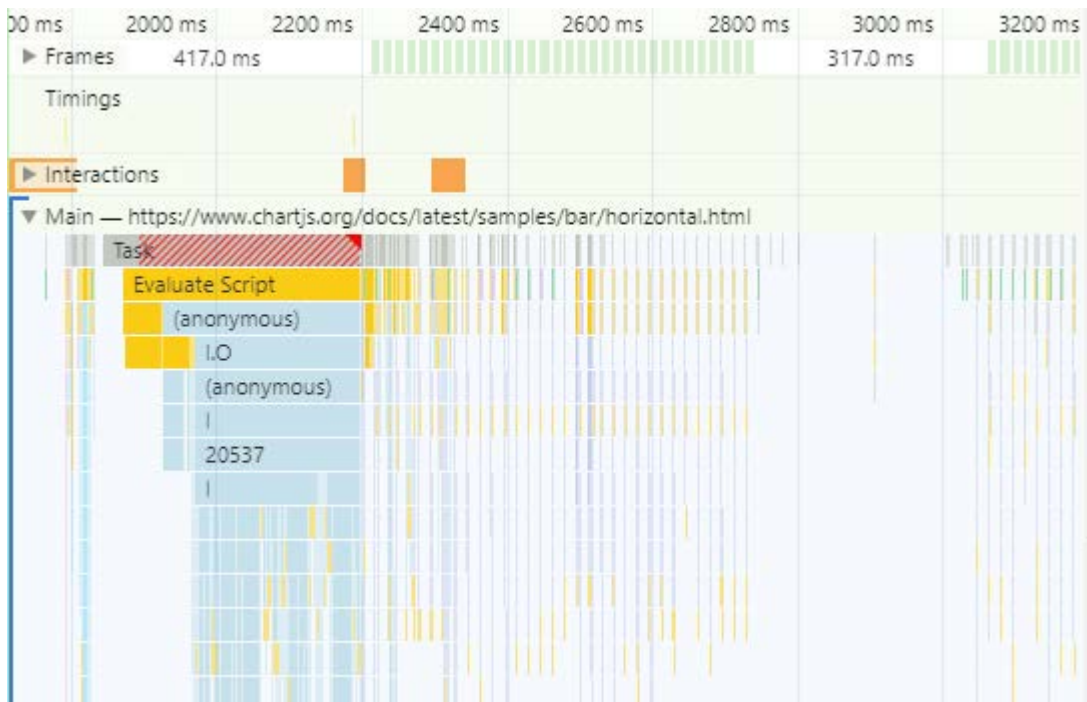 00 ms 2000 ms 2200 ms 2400 ms 2600 ms 2800 ms 3000 ms 3200 ms
Frames 417.0 ms 317.0 ms
Timings
Interactions
Main — https://www.chartjs.org/docs/latest/samples/bar/horizontal.html
Task
Evaluate Script
(anonymous)
I.O
(anonymous)
I
20537
I